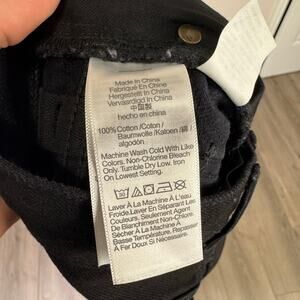 Made In China
Fabriqué En Chine
Hergestellt In China
Vervaardigd In China
中国製
hecho en china
100% Cotton /Coton /
Baumwolle /Katoen /綿 /
algodón
Machine Wash Cold With Like
Colors. Non-Chlorine Bleach
Only. Tumble Dry Low, Iron
on Lowest Setting.
Laver À La Machine À L'eau
Froide.Laver En Séparant Les
Couleurs. Seulement Agent
De Blanchiment Non-Chlore.
Sécher À La Machine À
Basse Température. Repasser
À Fer Doux Si Nécessaire.